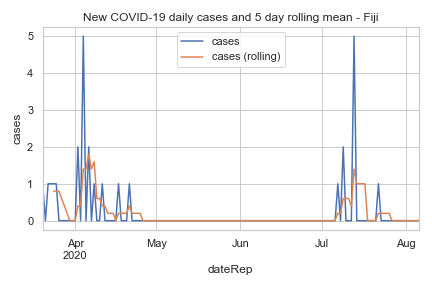 New COVID-19 daily cases and 5 day rolling mean - Fiji
cases
cases (rolling)
5
4
3
2
1
0
cases
Apr
2020
May
Jun
Jul
Aug
dateRep